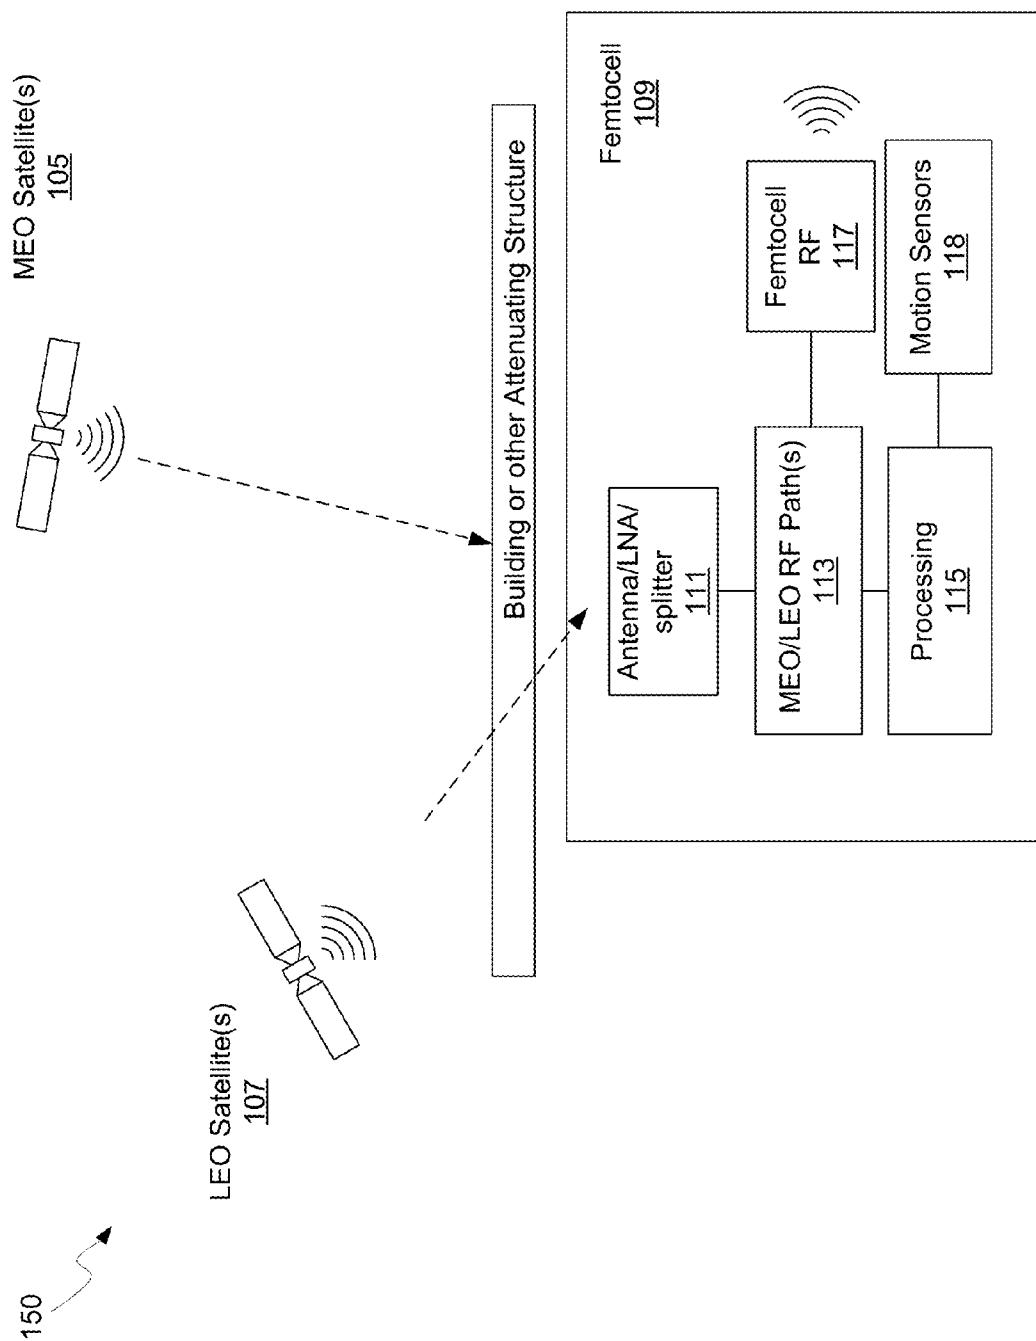 150
LEO Satellite(s)
107
MEO Satellite(s)
105
Building or other Attenuating Structure
Femtocell
109
Antenna/LNA/
splitter
111
MEO/LEO RF Path(s)
113
Femtocell
RF
117
Processing
115
Motion Sensors
118